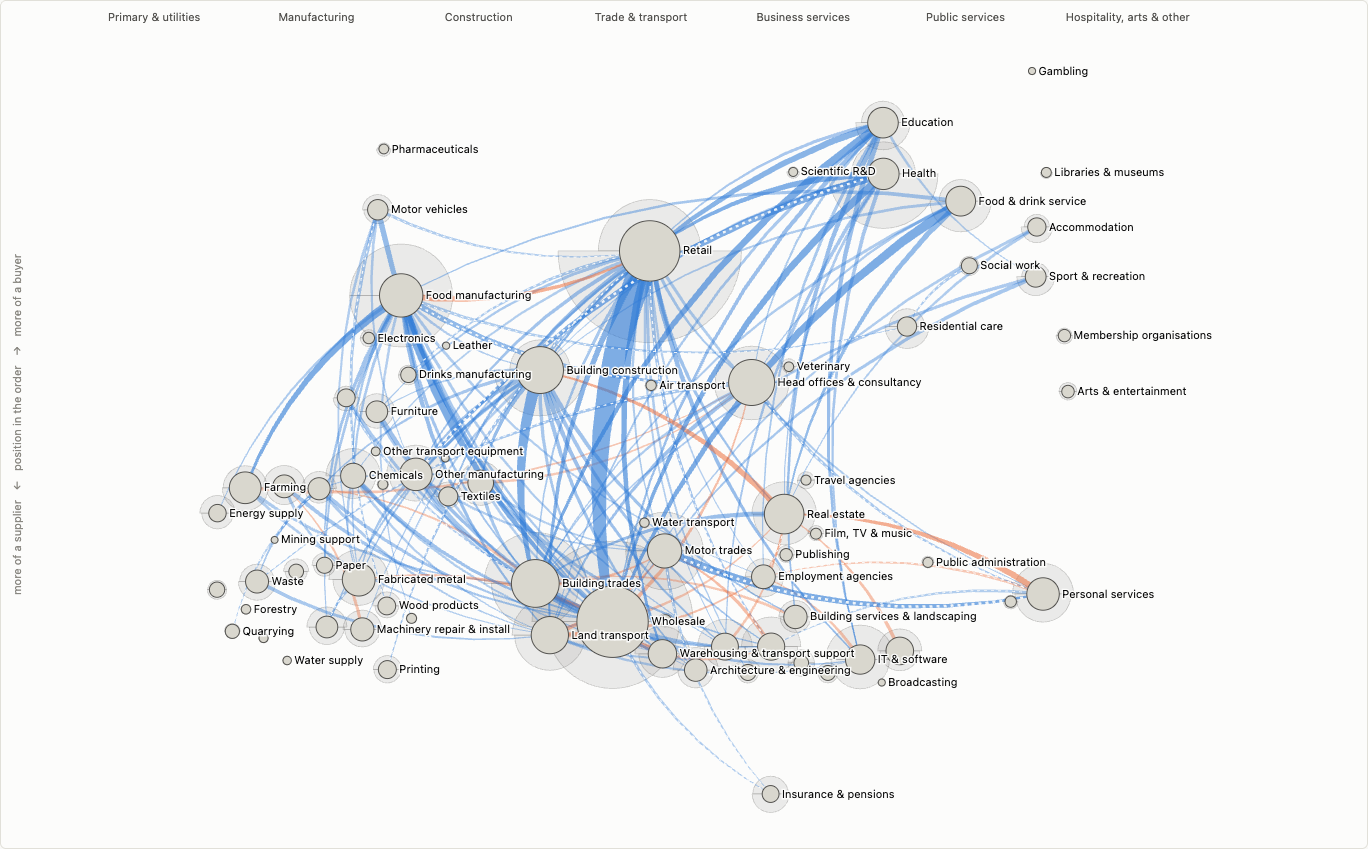 Primary & utilities
Manufacturing
Construction
Trade & transport
Business services
Public services
Hospitality, arts & other
more of a supplier ← position in the order → more of a buyer
Gambling
Education
Pharmaceuticals
Scientific R&D
Health
Libraries & museums
Food & drink service
Motor vehicles
Accommodation
Retail
Social work
Sport & recreation
Food manufacturing
Residential care
Electronics
Leather
Membership organisations
Veterinary
Building construction
Drinks manufacturing
Air transport
Head offices & consultancy
Arts & entertainment
Furniture
Other transport equipment
Chemicals
Other manufacturing
Travel agencies
Farming
Textiles
Energy supply
Real estate
Water transport
Film, TV & music
Mining support
Motor trades
Publishing
Public administration
Paper
Waste
Fabricated metal
Building trades
Employment agencies
Personal services
Forestry
Wood products
Building services & landscaping
Wholesale
Quarrying
Machinery repair & install
Land transport
Warehousing & transport support
Water supply
IT & software
Printing
Architecture & engineering
Broadcasting
Insurance & pensions